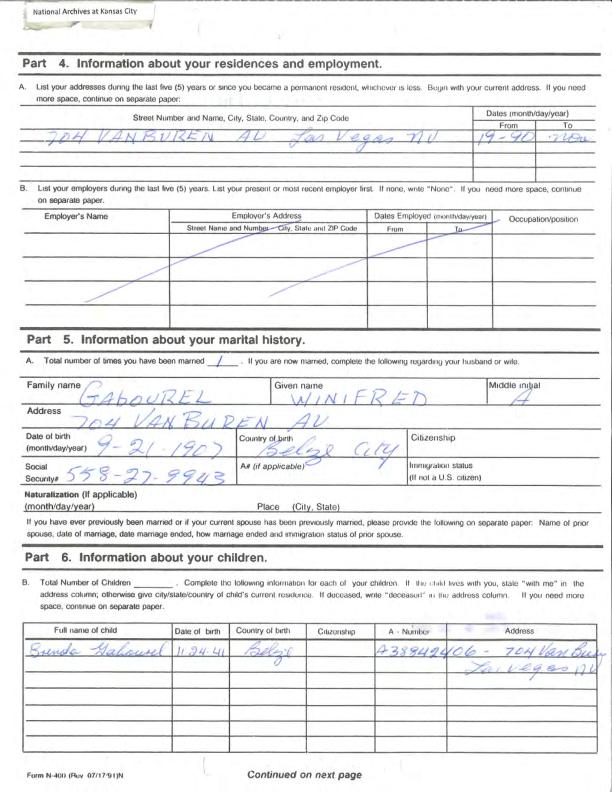 National Archives at Kansas City
Part 4. Information about your residences and employment.
A. List your addresses during the last five (5) years or since you became a permanent resident, whichever is less. Begin with your current address. If you need
more space, continue on separate paper:
Street Number and Name, City, State, Country, and Zip Code Dates (month/day/year)
From To
704 VAN BUREN AU Las Vegas NU 19-90 now
B. List your employers during the last five (5) years. List your present or most recent employer first. If none, write "None". If you need more space, continue
on separate paper.
Employer's Name Employer's Address Dates Employed (month/day/year) Occupation/position
Street Name and Number - City, State and ZIP Code From To
Part 5. Information about your marital history.
A. Total number of times you have been married 1 . If you are now married, complete the following regarding your husband or wife.
Family name GAbOUREL Given name WINIFRED Middle initial A
Address 704 VAN BUREN AU
Date of birth (month/day/year) 9-21-1907 Country of birth Belze City Citizenship
Social Security# 558-27-9943 A# (if applicable) Immigration status
(If not a U.S. citizen)
Naturalization (If applicable)
(month/day/year) Place (City, State)
If you have ever previously been married or if your current spouse has been previously married, please provide the following on separate paper: Name of prior
spouse, date of marriage, date marriage ended, how marriage ended and immigration status of prior spouse.
Part 6. Information about your children.
B. Total Number of Children . Complete the following information for each of your children. If the child lives with you, state "with me" in the
address column; otherwise give city/state/country of child's current residence. If deceased, write "deceased" in the address column. If you need more
space, continue on separate paper.
Full name of child Date of birth Country of birth Citizenship A - Number Address
Brenda Gabourel 11-24-41 Belze A38942406 - 704 Van Buren
Las Vegas NU
Form N-400 (Rev 07/17/91)N Continued on next page